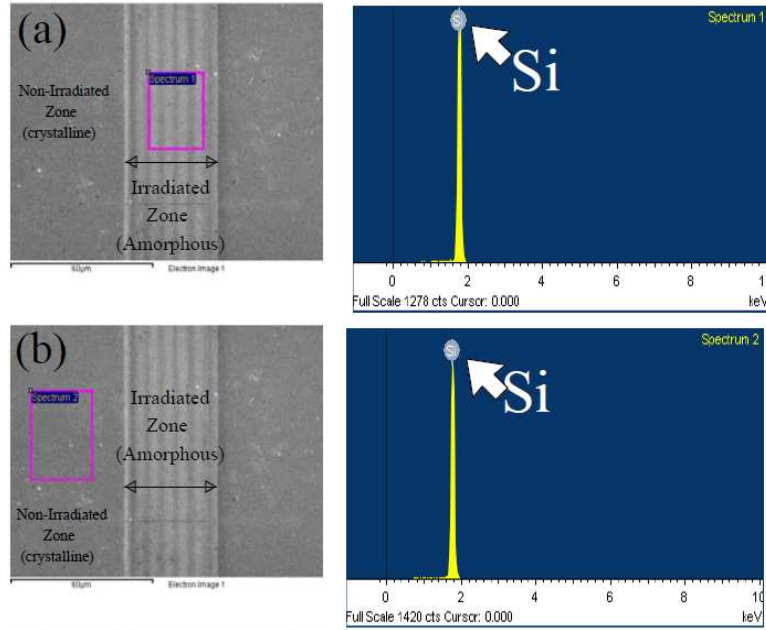 (a)
Non-Irradiated
Zone
(crystalline)
Spectrum 1
Irradiated
Zone
(Amorphous)
60μm
Electron Image 1
Spectrum 1
Si
Si
0 2 4 6 8 1
Full Scale 1278 cts Cursor: 0.000
keV
(b)
Spectrum 2
Irradiated
Zone
(Amorphous)
Non-Irradiated
Zone
(crystalline)
60μm
Electron Image 1
Spectrum 2
Si
Si
0 2 4 6 8 10
Full Scale 1420 cts Cursor: 0.000
keV